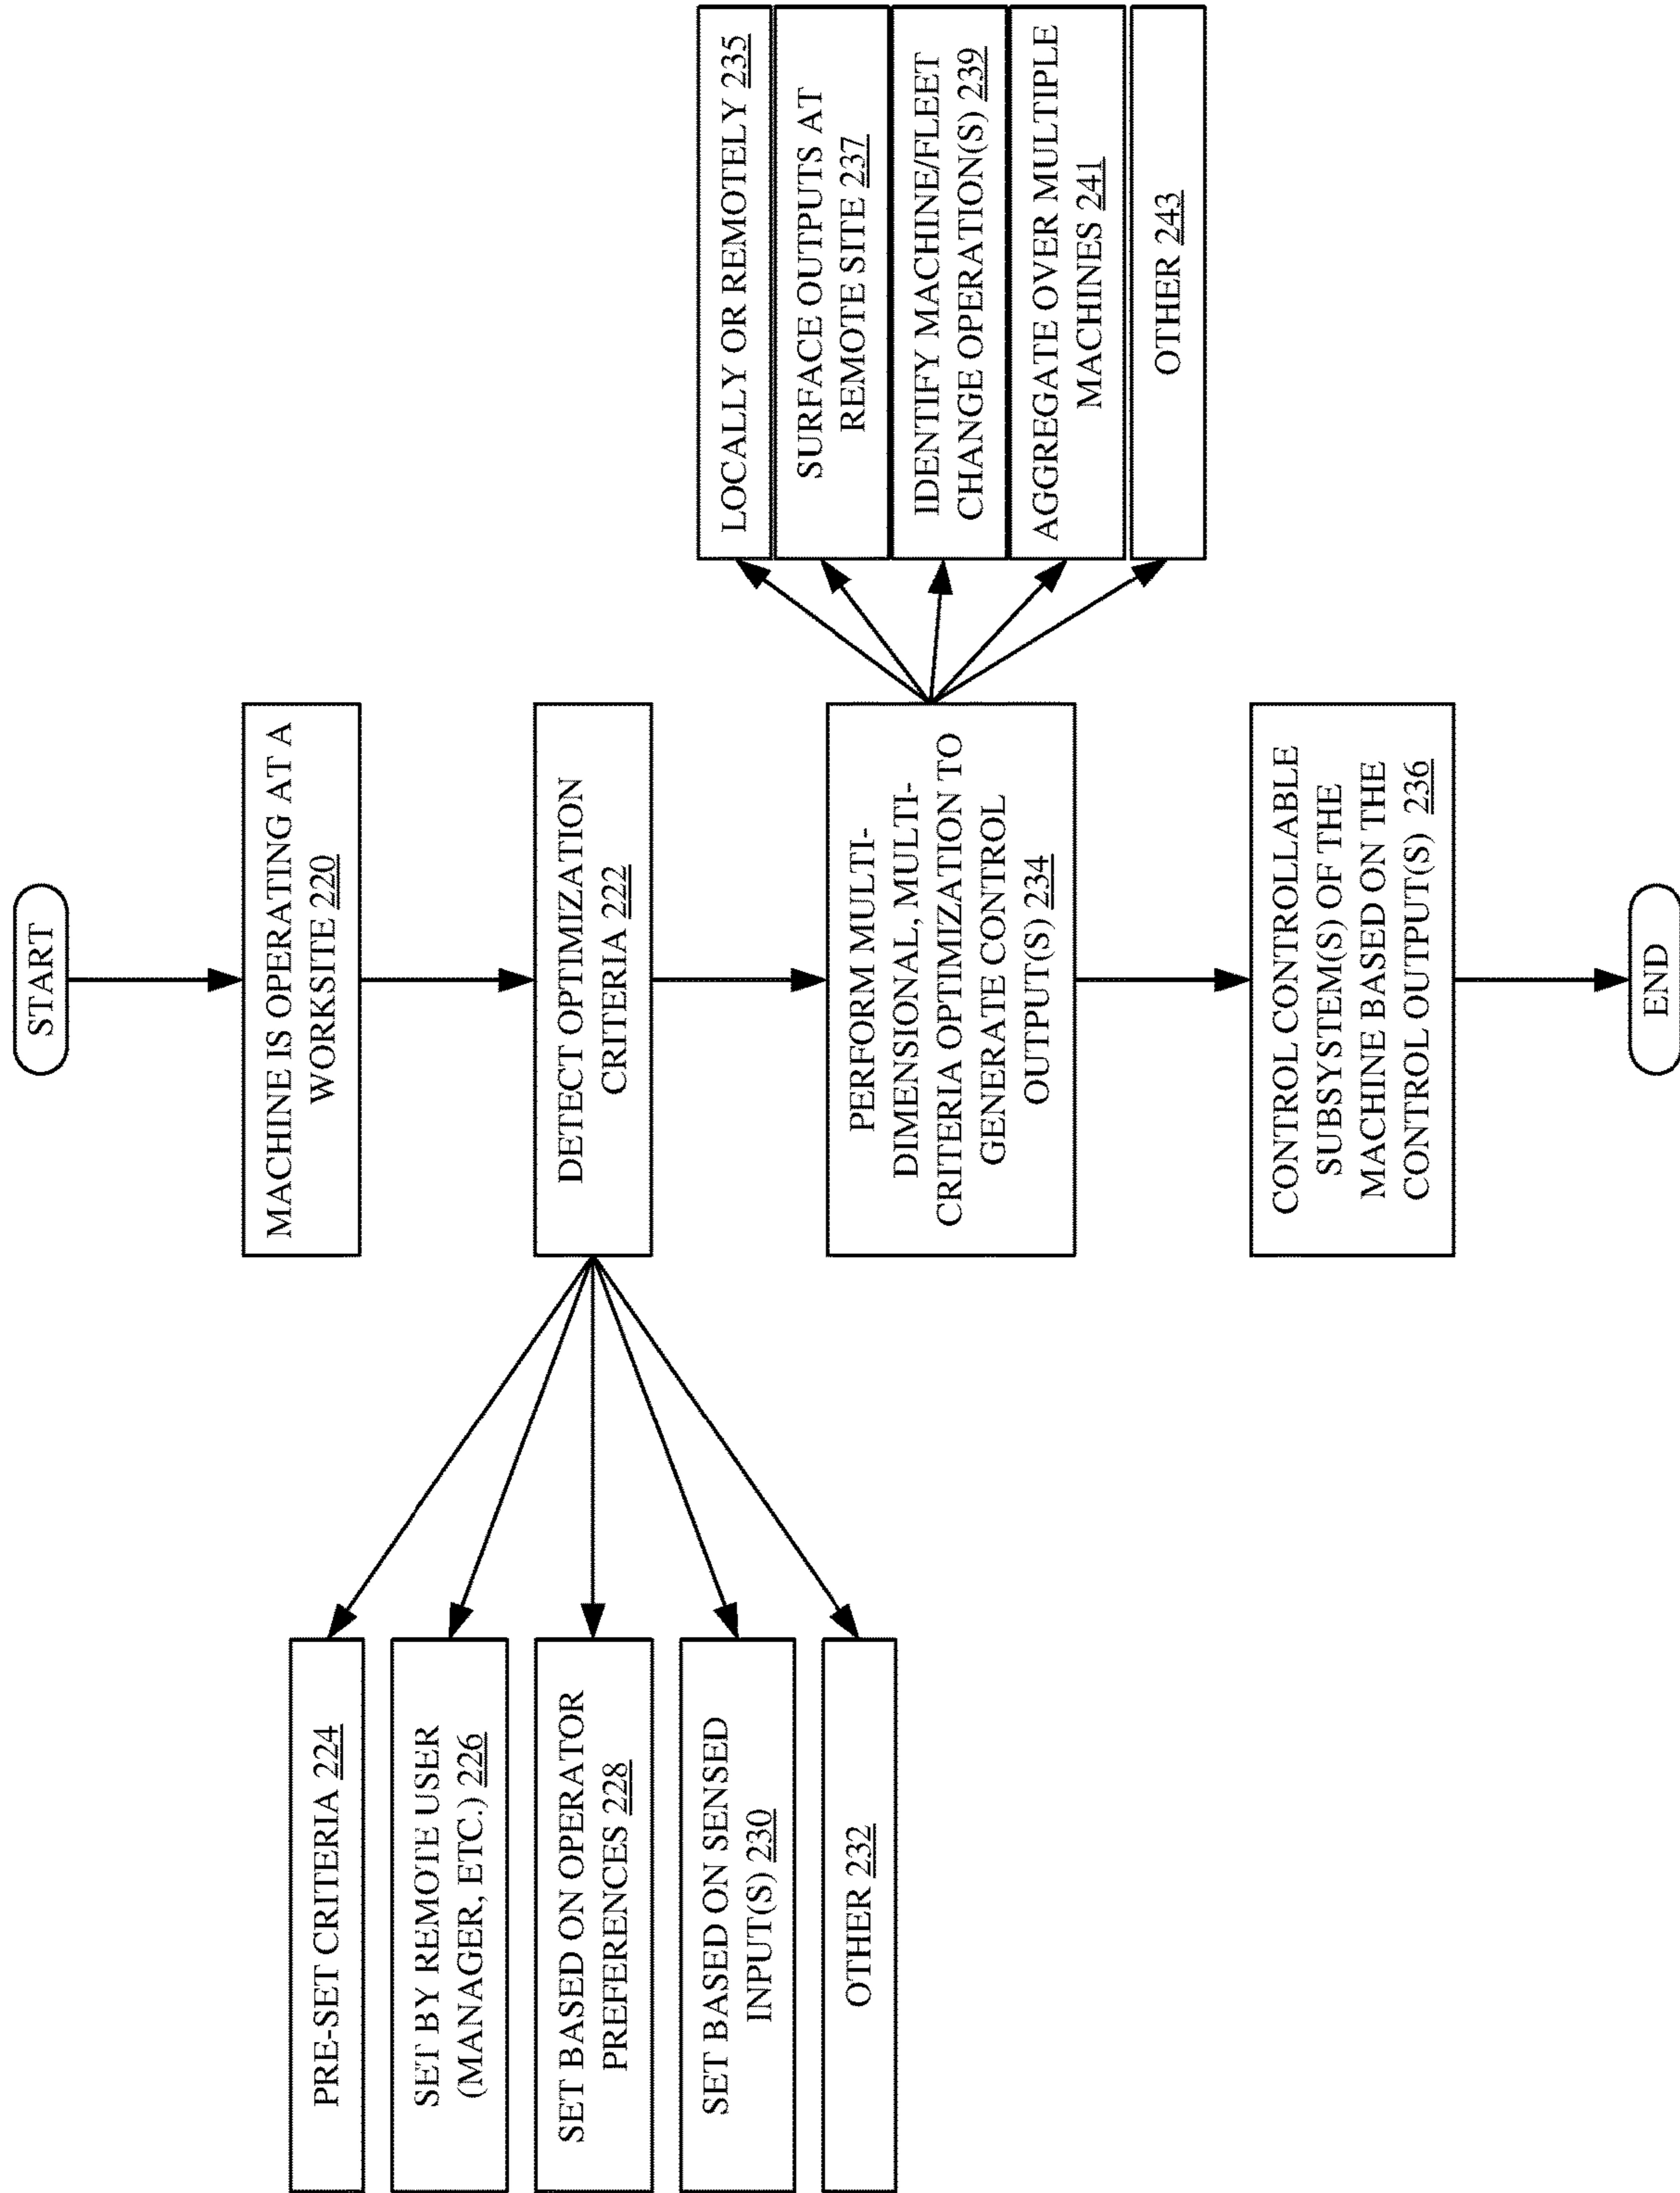 START
MACHINE IS OPERATING AT A
WORKSITE 220
DETECT OPTIMIZATION
CRITERIA 222
PRE-SET CRITERIA 224
SET BY REMOTE USER
(MANAGER, ETC.) 226
SET BASED ON OPERATOR
PREFERENCES 228
SET BASED ON SENSED
INPUT(S) 230
OTHER 232
PERFORM MULTI-
DIMENSIONAL, MULTI-
CRITERIA OPTIMIZATION TO
GENERATE CONTROL
OUTPUT(S) 234
LOCALLY OR REMOTELY 235
SURFACE OUTPUTS AT
REMOTE SITE 237
IDENTIFY MACHINE/FLEET
CHANGE OPERATION(S) 239
AGGREGATE OVER MULTIPLE
MACHINES 241
OTHER 243
CONTROL CONTROLLABLE
SUBSYSTEM(S) OF THE
MACHINE BASED ON THE
CONTROL OUTPUT(S) 236
END